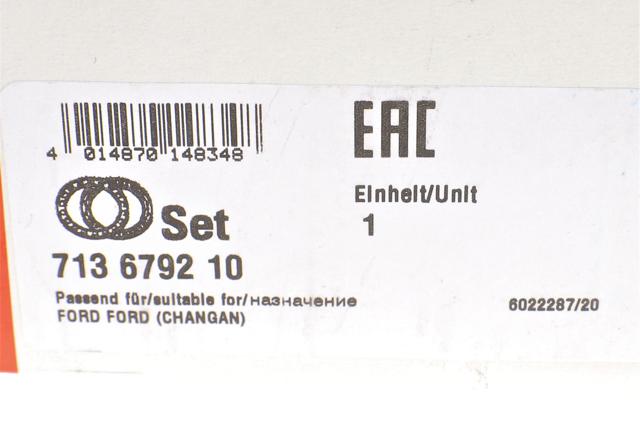 4 014870 148348
EAC
Einheit/Unit
1
Set
713 6792 10
Passend für/suitable for/назначение
FORD FORD (CHANGAN)
6022287/20